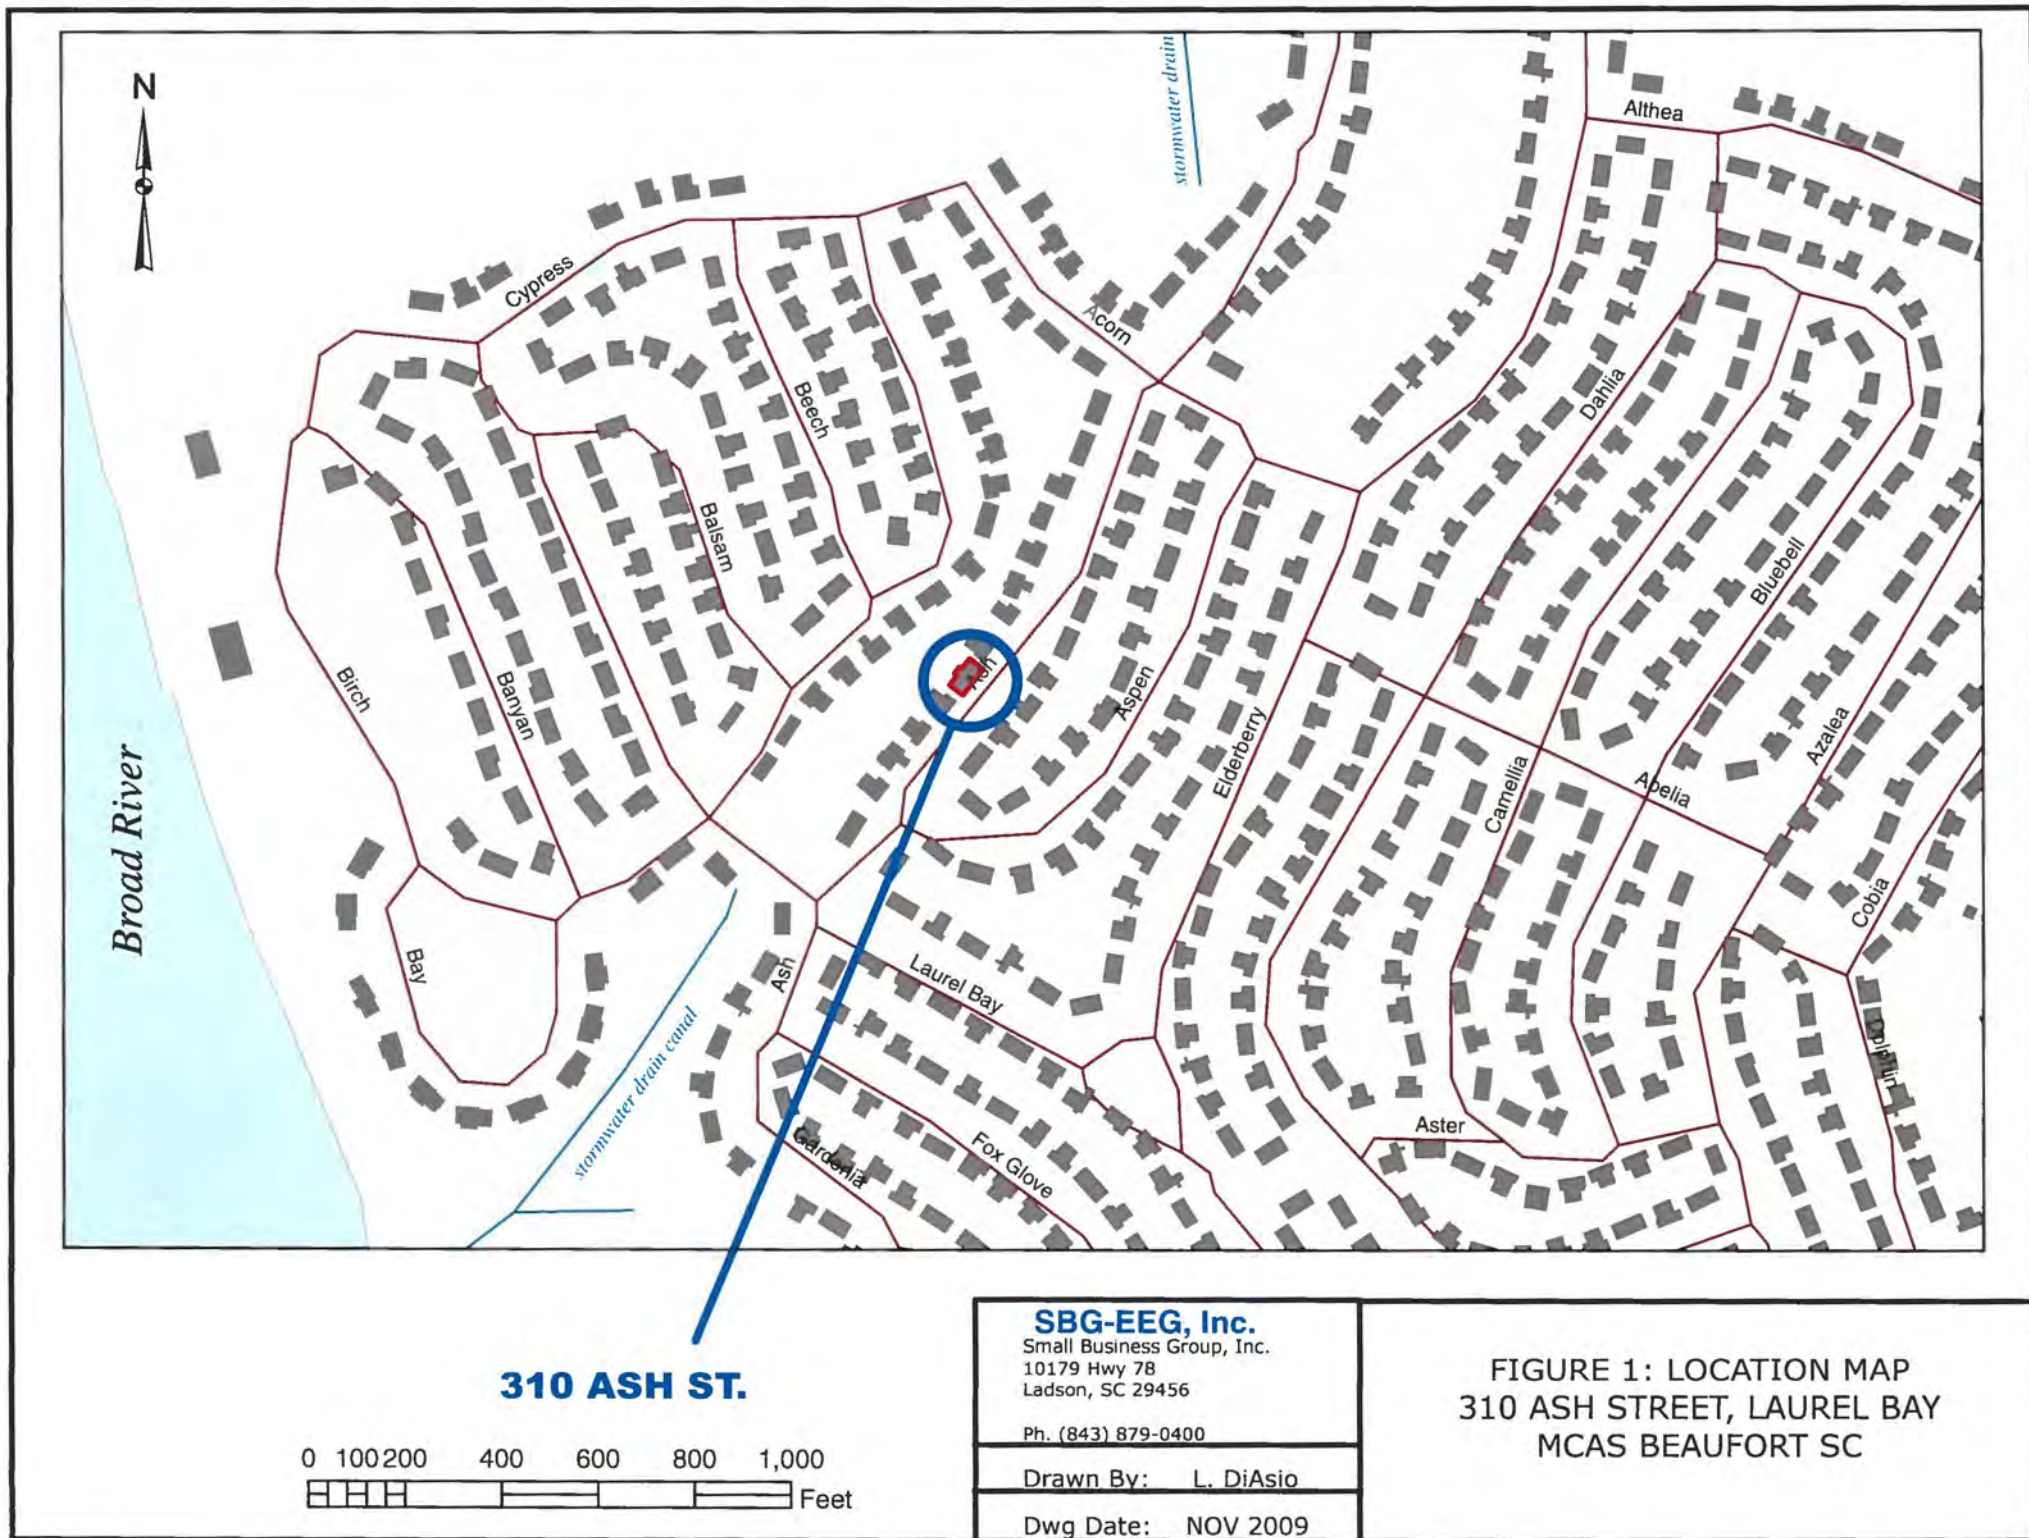 N
stormwater drain
Althea
Cypress
Acorn
Beech
Dahlia
Balsam
Bluebell
Birch
Banyan
Ash
Aspen
Elderberry
Azalea
Camellia
Abelia
Broad River
Cobia
Bay
Ash
Laurel Bay
stormwater drain canal
Dolphin
Aster
Gardenia
Fox Glove
310 ASH ST.
0 100 200 400 600 800 1,000
Feet
SBG-EEG, Inc.
Small Business Group, Inc.
10179 Hwy 78
Ladson, SC 29456
Ph. (843) 879-0400
Drawn By: L. DiAsio
Dwg Date: NOV 2009
FIGURE 1: LOCATION MAP
310 ASH STREET, LAUREL BAY
MCAS BEAUFORT SC